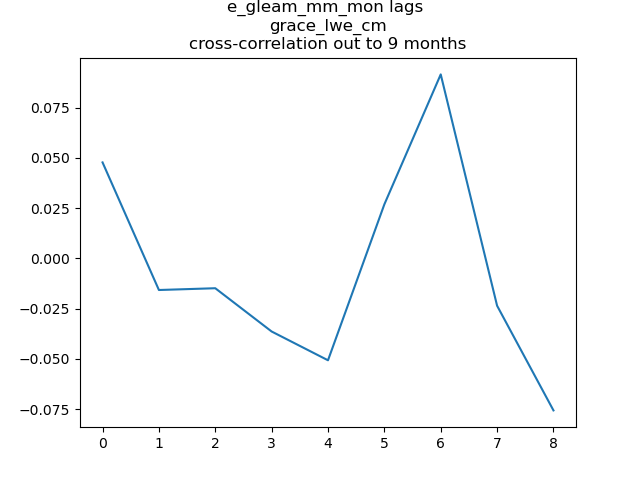 e_gleam_mm_mon lags
grace_lwe_cm
cross-correlation out to 9 months
0.075
0.050
0.025
0.000
−0.025
−0.050
−0.075
0 1 2 3 4 5 6 7 8